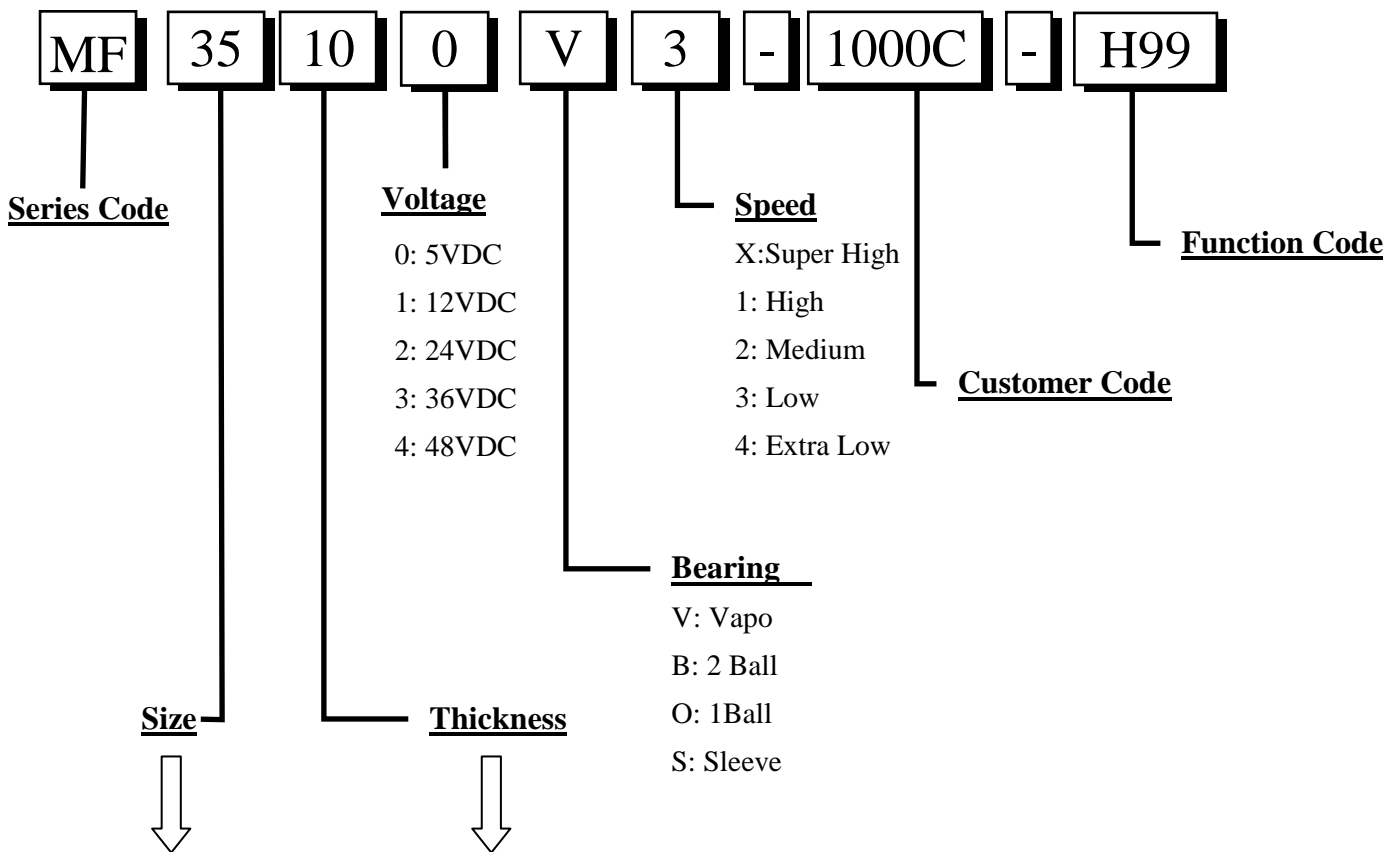 MF 35 10 0 V 3 - 1000C - H99
Series Code
Voltage
0: 5VDC
1: 12VDC
2: 24VDC
3: 36VDC
4: 48VDC
Speed
X:Super High
1: High
2: Medium
3: Low
4: Extra Low
Function Code
Customer Code
Bearing
V: Vapo
B: 2 Ball
O: 1Ball
S: Sleeve
Size
Thickness